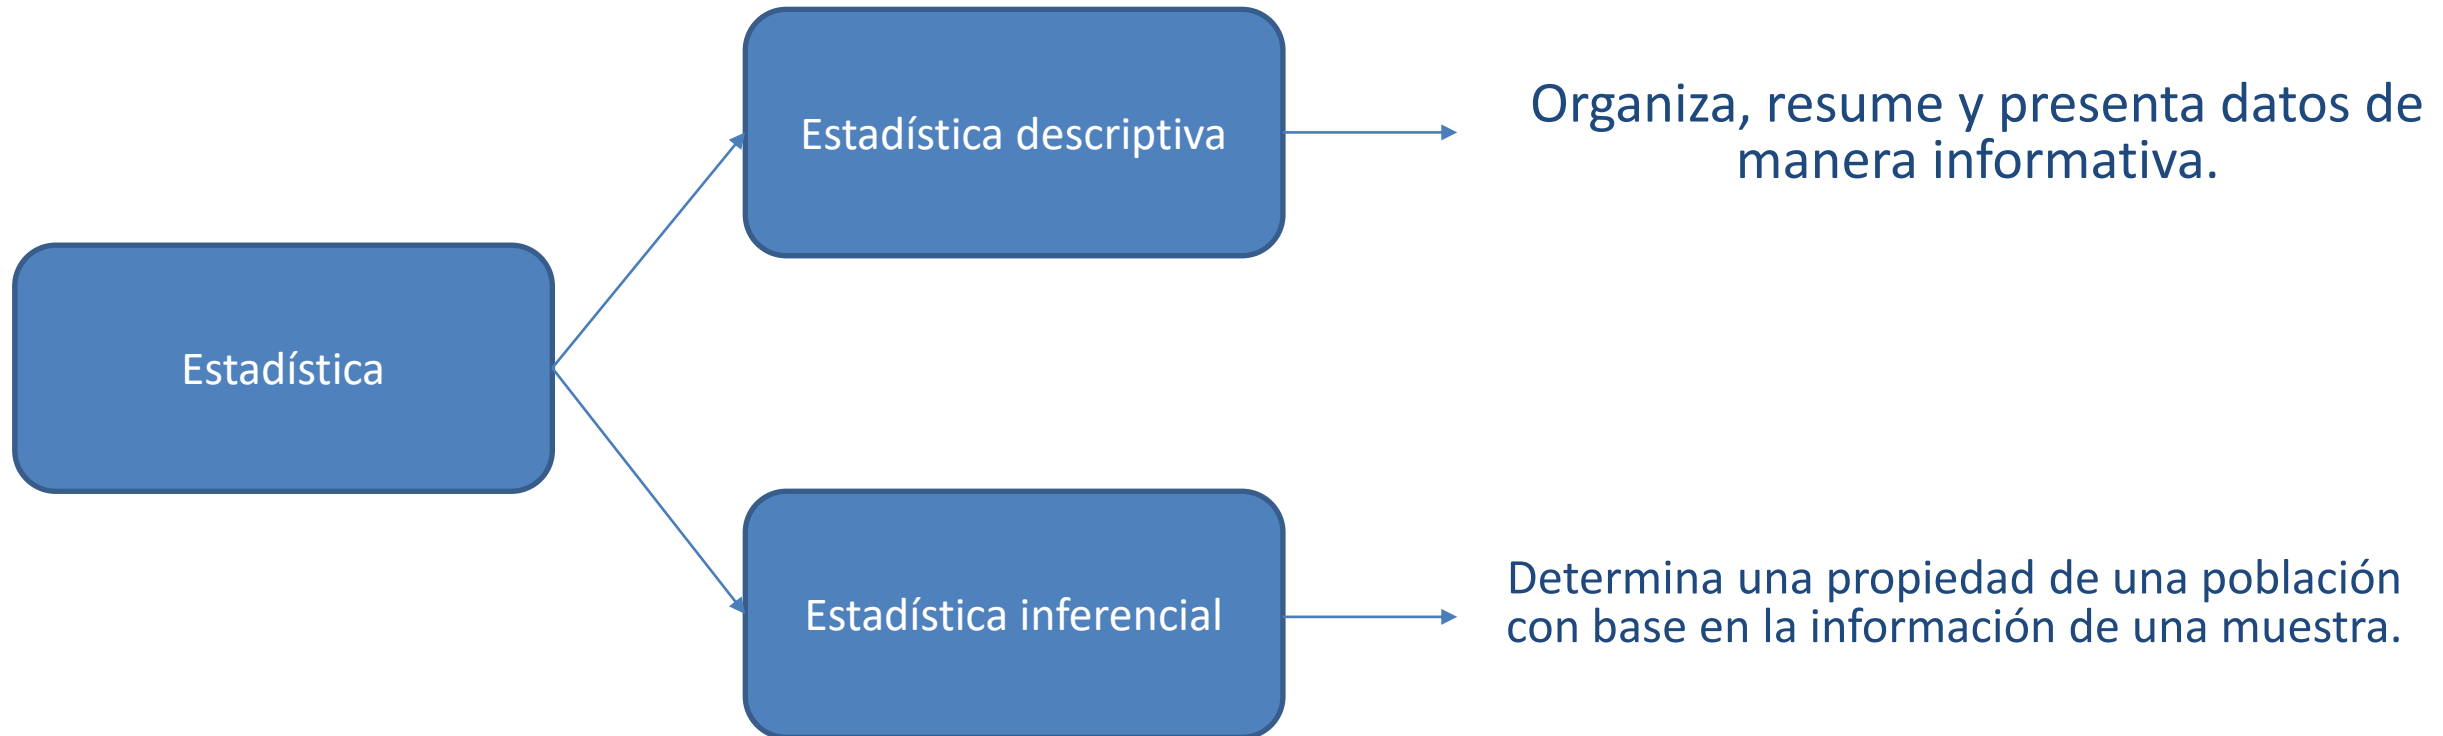 Estadística descriptiva
Organiza, resume y presenta datos de
manera informativa.
Estadística
Estadística inferencial
Determina una propiedad de una población
con base en la información de una muestra.